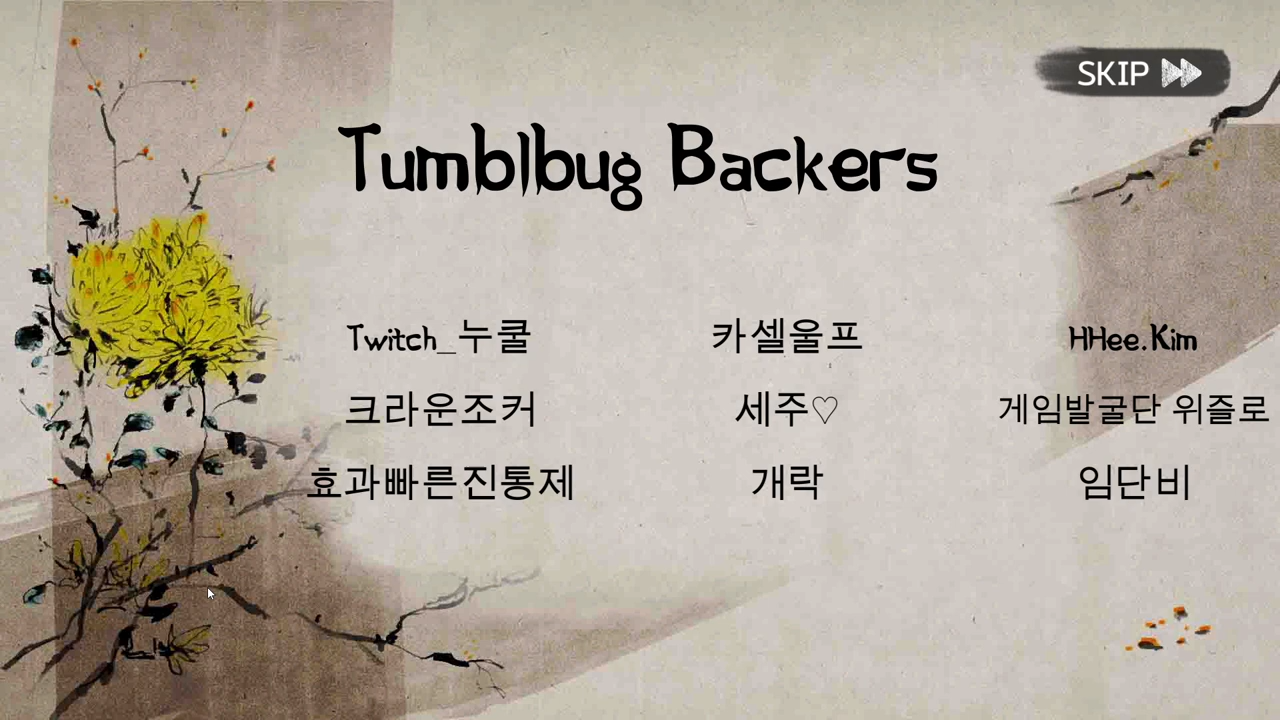 SKIP
Tumblbug Backers
Twitch_누쿨 카셀울프 HHee.Kim
크라운조커 세주♡ 게임발굴단 위즐로
효과빠른진통제 개락 임단비